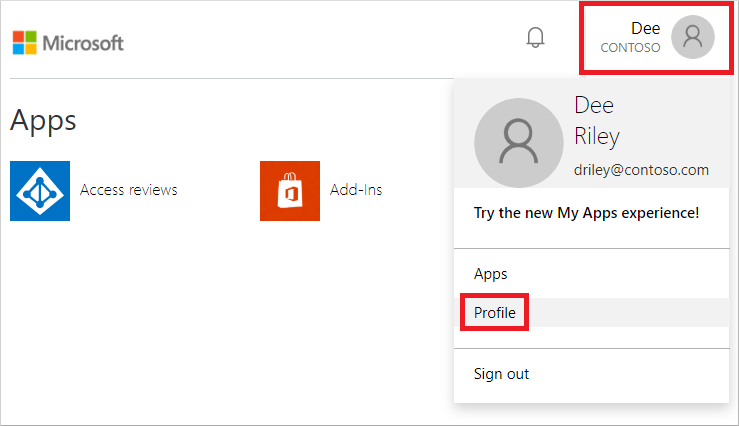 Microsoft
Dee
CONTOSO
Dee
Riley
driley@contoso.com
Apps
Access reviews
Add-Ins
Try the new My Apps experience!
Apps
Profile
Sign out